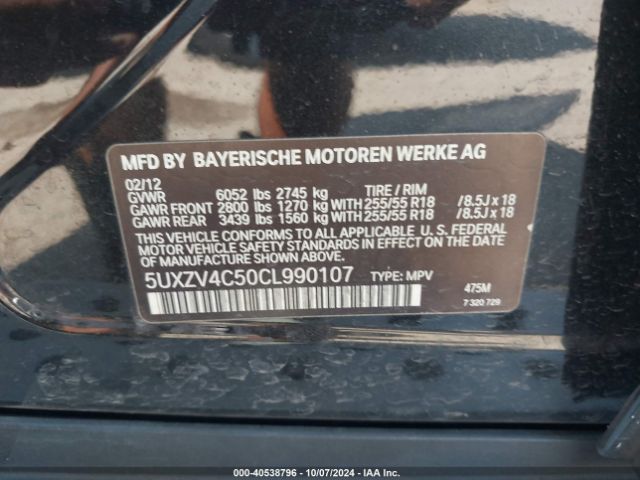 MFD BY BAYERISCHE MOTOREN WERKE AG
02/12
GVWR 6052 lbs 2745 kg TIRE / RIM
GAWR FRONT 2800 lbs 1270 kg WITH 255/55 R18 /8.5J x 18
GAWR REAR 3439 lbs 1560 kg WITH 255/55 R18 /8.5J x 18
THIS VEHICLE CONFORMS TO ALL APPLICABLE U. S. FEDERAL
MOTOR VEHICLE SAFETY STANDARDS IN EFFECT ON THE DATE
OF MANUFACTURE SHOWN ABOVE.
5UXZV4C50CL990107 TYPE: MPV
475M
7 320 729
QQQQ 00-40538796 - 10/07/2024 - IAA Inc.